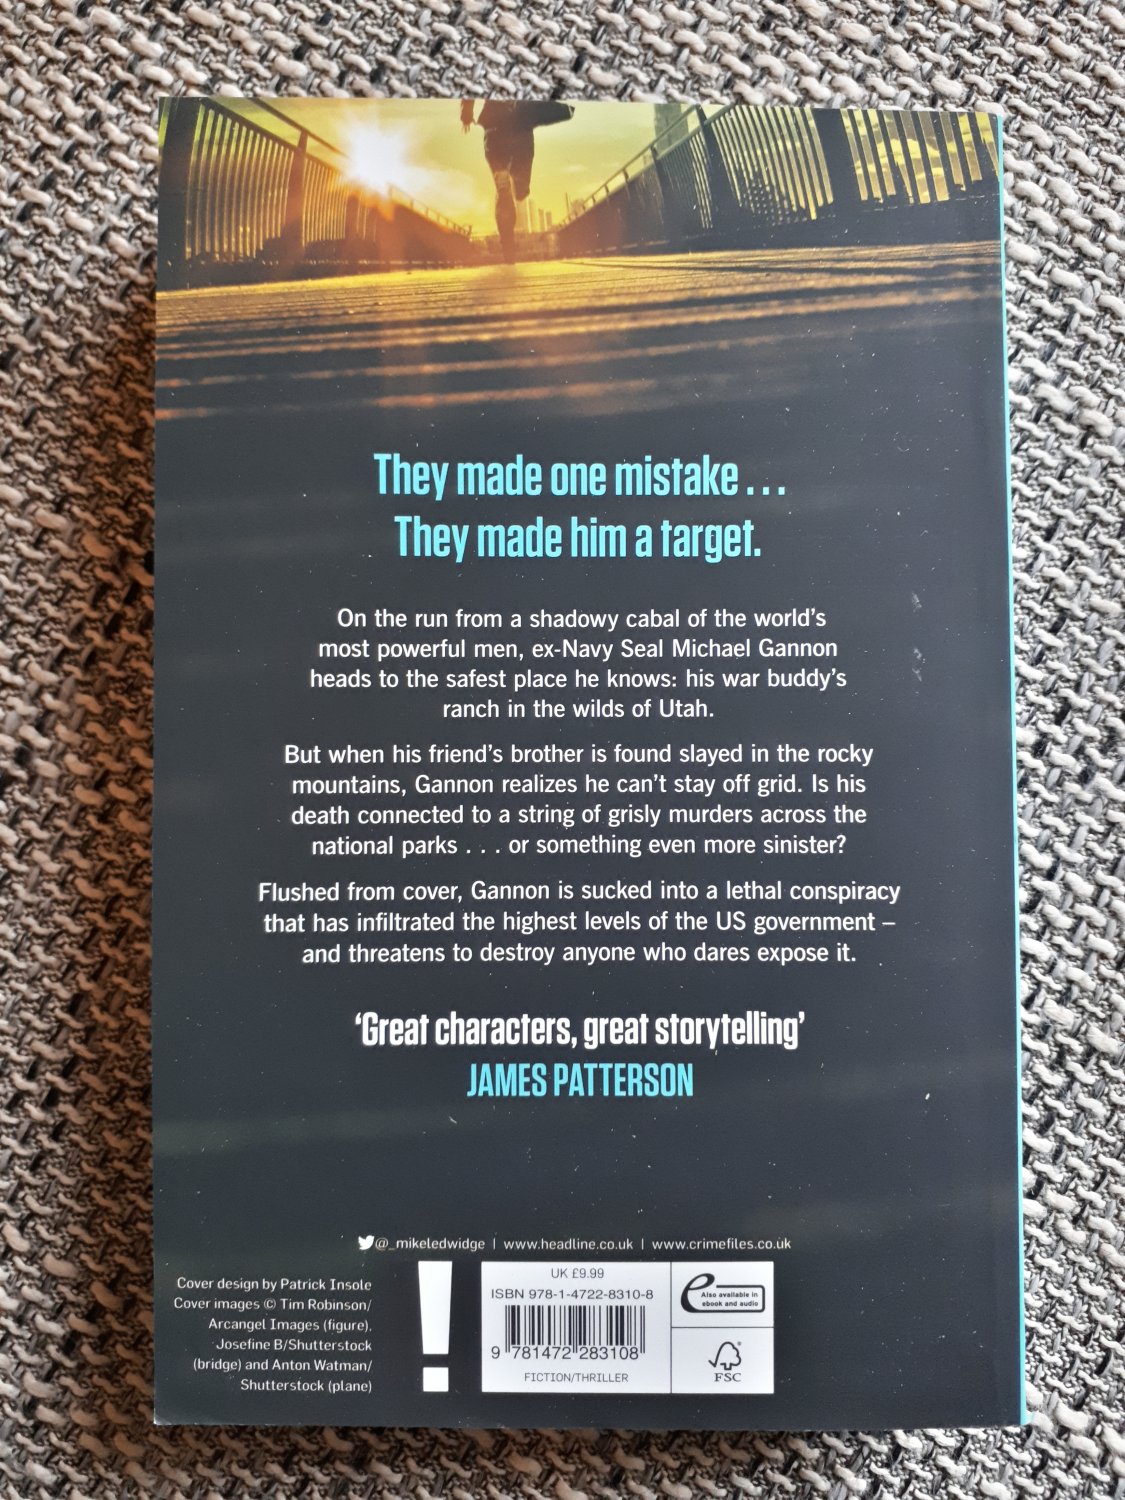 They made one mistake . . .
They made him a target.
On the run from a shadowy cabal of the world's
most powerful men, ex-Navy Seal Michael Gannon
heads to the safest place he knows: his war buddy's
ranch in the wilds of Utah.
But when his friend's brother is found slayed in the rocky
mountains, Gannon realizes he can't stay off grid. Is his
death connected to a string of grisly murders across the
national parks . . . or something even more sinister?
Flushed from cover, Gannon is sucked into a lethal conspiracy
that has infiltrated the highest levels of the US government –
and threatens to destroy anyone who dares expose it.
'Great characters, great storytelling'
JAMES PATTERSON
@_mikeledwidge | www.headline.co.uk | www.crimefiles.co.uk
Cover design by Patrick Insole
Cover images © Tim Robinson/
Arcangel Images (figure),
Josefine B/Shutterstock
(bridge) and Anton Watman/
Shutterstock (plane)
!
UK £9.99
ISBN 978-1-4722-8310-8
9 781472 283108
FICTION/THRILLER
e
Also available in
ebook and audio
FSC